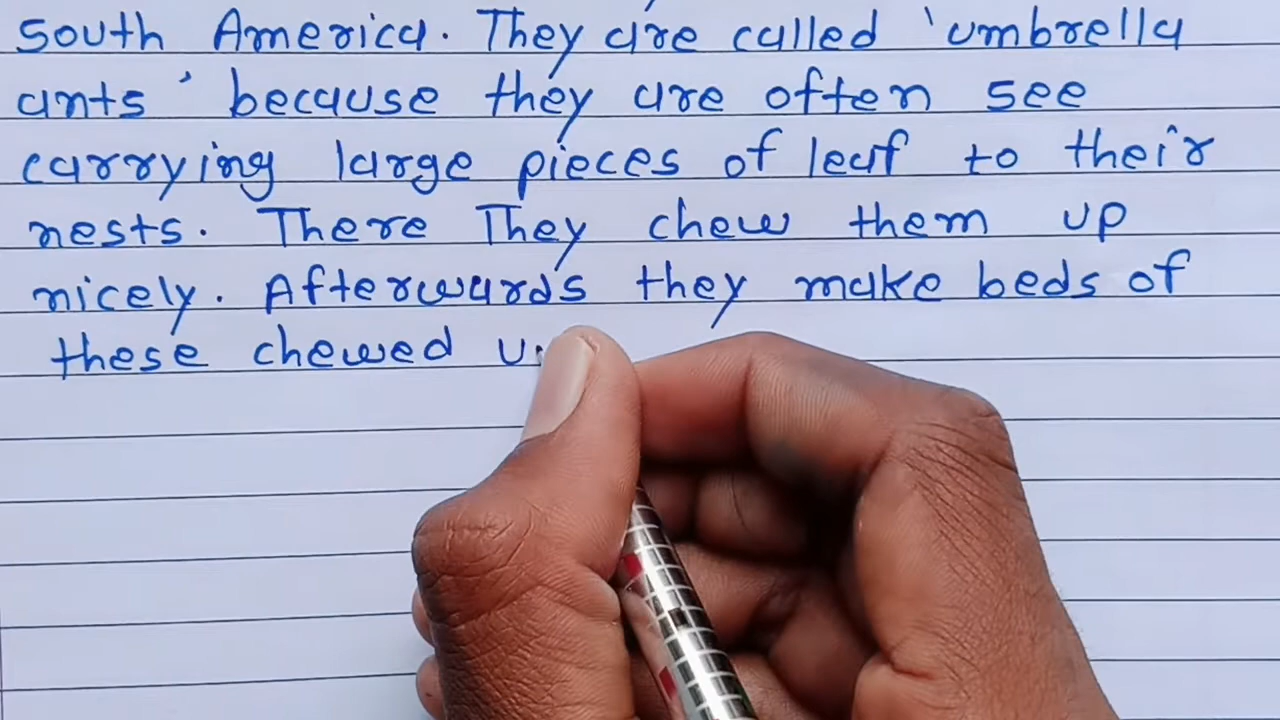 South America. They are called 'umbrella
ants' because they are often see
carrying large pieces of leaf to their
nests. There They chew them up
nicely. Afterwards they make beds of
these chewed